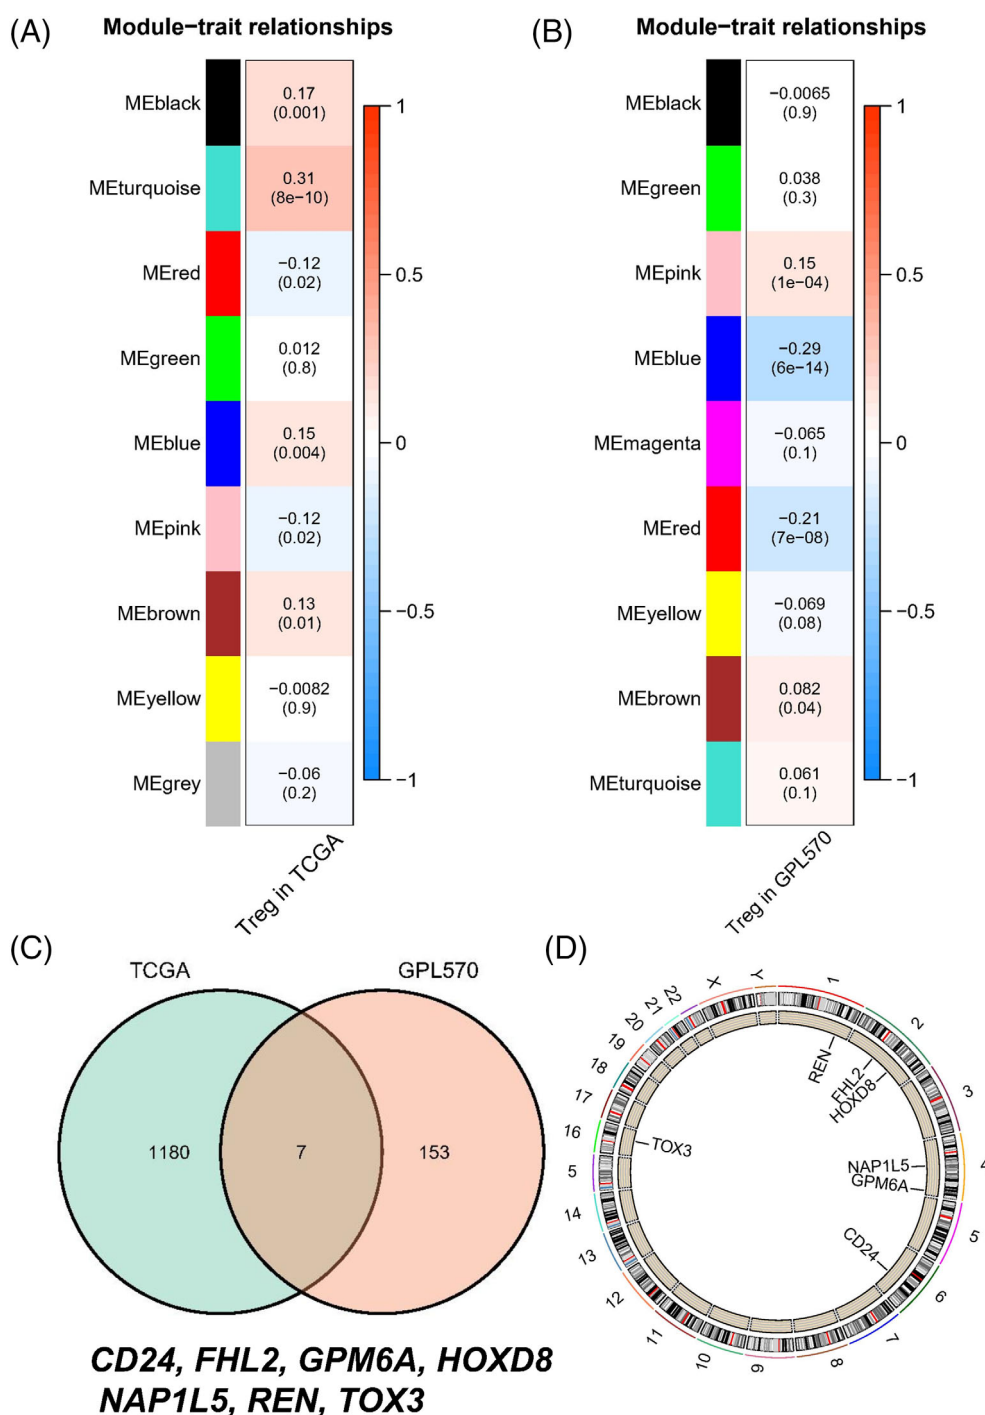 (A)
Module−trait relationships
MEblack
0.17
(0.001)
MEturquoise
0.31
(8e−10)
MEred
−0.12
(0.02)
MEgreen
0.012
(0.8)
MEblue
0.15
(0.004)
MEpink
−0.12
(0.02)
MEbrown
0.13
(0.01)
MEyellow
−0.0082
(0.9)
MEgrey
−0.06
(0.2)
1
0.5
0
−0.5
−1
Treg in TCGA
(B)
Module−trait relationships
MEblack
−0.0065
(0.9)
MEgreen
0.038
(0.3)
MEpink
0.15
(1e−04)
MEblue
−0.29
(6e−14)
MEmagenta
−0.065
(0.1)
MEred
−0.21
(7e−08)
MEyellow
−0.069
(0.08)
MEbrown
0.082
(0.04)
MEturquoise
0.061
(0.1)
1
0.5
0
−0.5
−1
Treg in GPL570
(C)
TCGA
GPL570
1180
7
153
CD24, FHL2, GPM6A, HOXD8
NAP1L5, REN, TOX3
(D)
1
2
3
4
5
6
7
8
9
10
11
12
13
14
5
16
17
18
19
20
21
22
X
Y
REN
FHL2
HOXD8
NAP1L5
GPM6A
CD24
TOX3